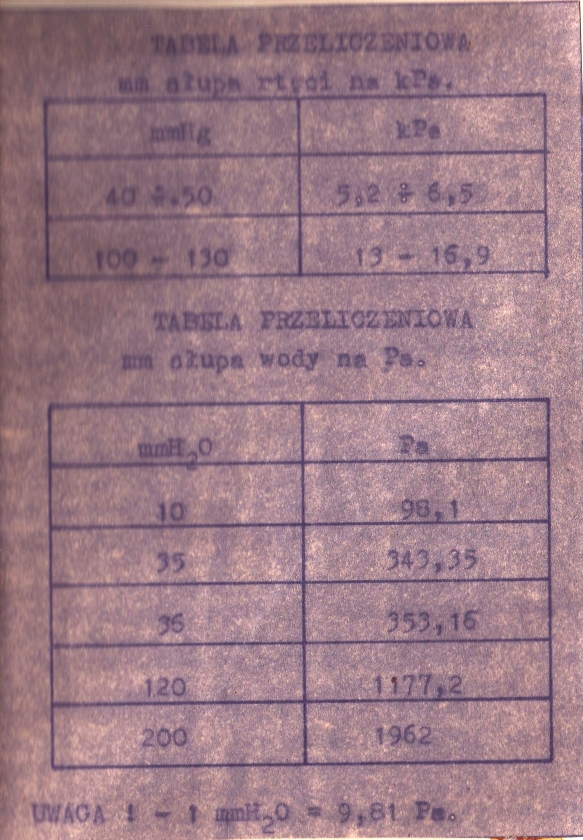 TABELA PRZELICZENIOWA
mm słupa rtęci na kPa.
mmHg kPa
40 ÷ 50 5,2 ÷ 6,5
100 - 130 13 - 16,9
TABELA PRZELICZENIOWA
mm słupa wody na Pa.
mmH₂O Pa
10 98,1
35 343,35
36 353,16
120 1177,2
200 1962
UWAGA ! - 1 mmH₂O = 9,81 Pa.